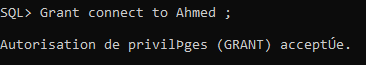 SQL> Grant connect to Ahmed ;
Autorisation de privilÞges (GRANT) acceptÚe.